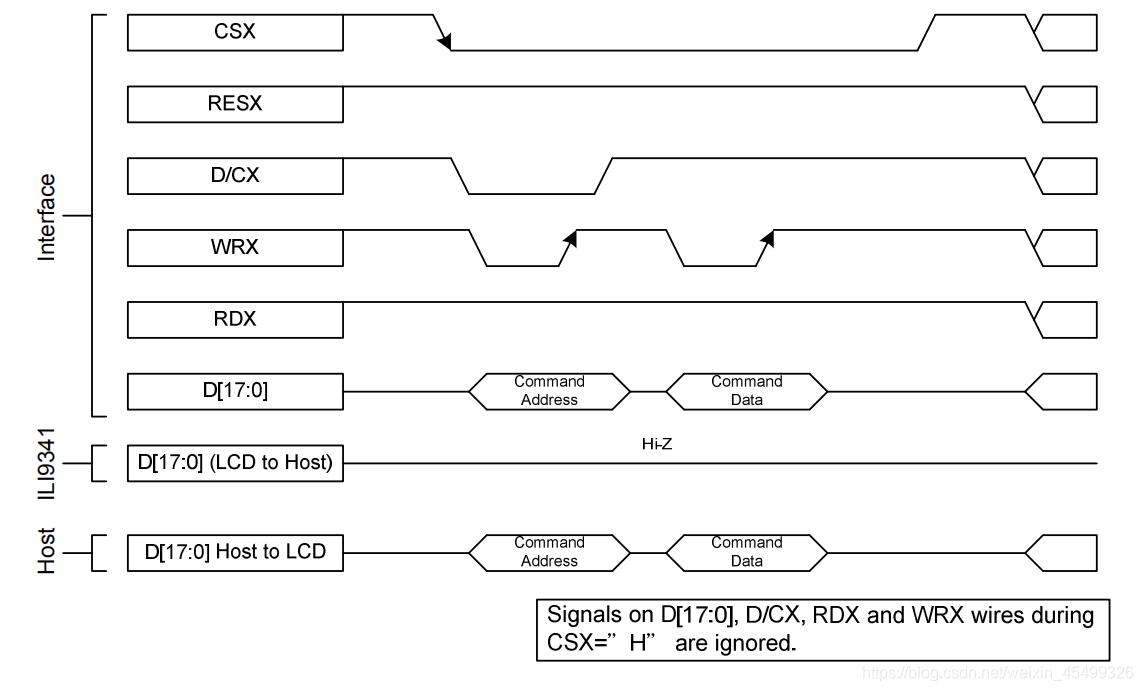 CSX
RESX
D/CX
WRX
RDX
D[17:0]
Command
Address
Command
Data
Interface
Hi-Z
D[17:0] (LCD to Host)
ILI9341
D[17:0] Host to LCD
Command
Address
Command
Data
Host
Signals on D[17:0], D/CX, RDX and WRX wires during
CSX=” H” are ignored.
https://blog.csdn.net/weixin_45499326